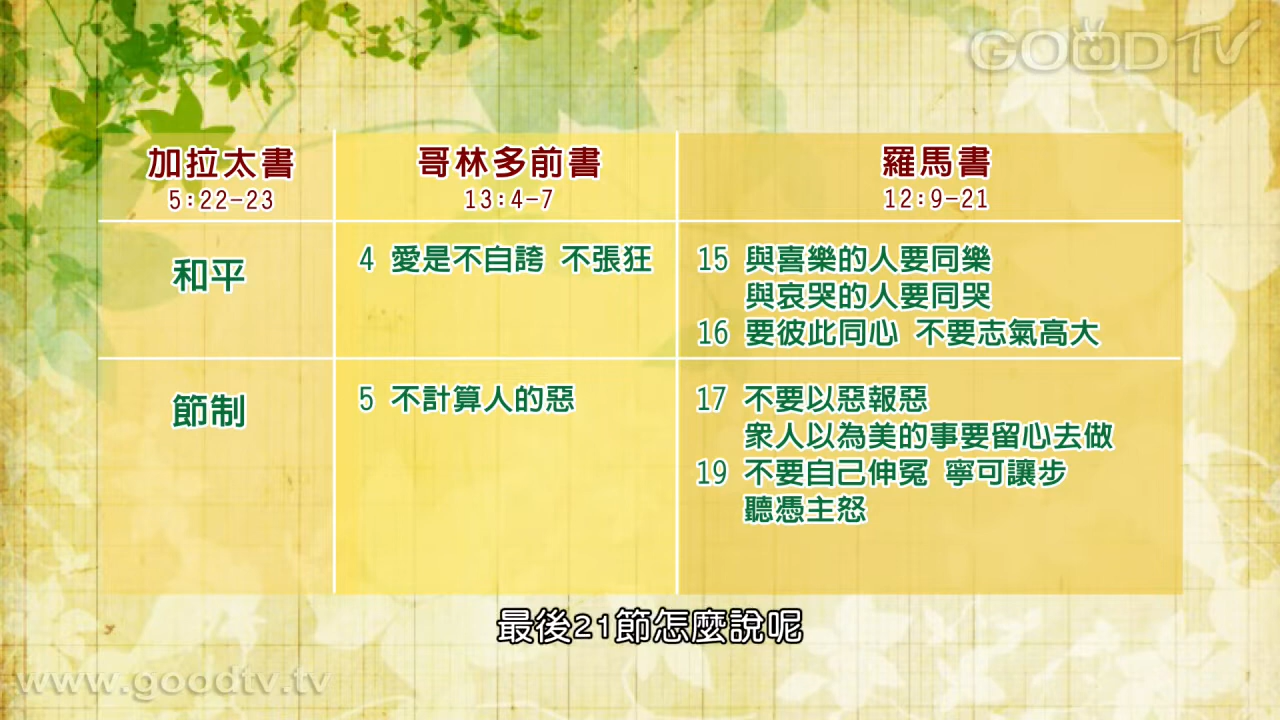 GOODTV
加拉太書
5:22-23
哥林多前書
13:4-7
羅馬書
12:9-21
和平
4 愛是不自誇 不張狂
15 與喜樂的人要同樂
與哀哭的人要同哭
16 要彼此同心 不要志氣高大
節制
5 不計算人的惡
17 不要以惡報惡
眾人以為美的事要留心去做
19 不要自己伸冤 寧可讓步
聽憑主怒
最後21節怎麼說呢
www.goodtv.tv